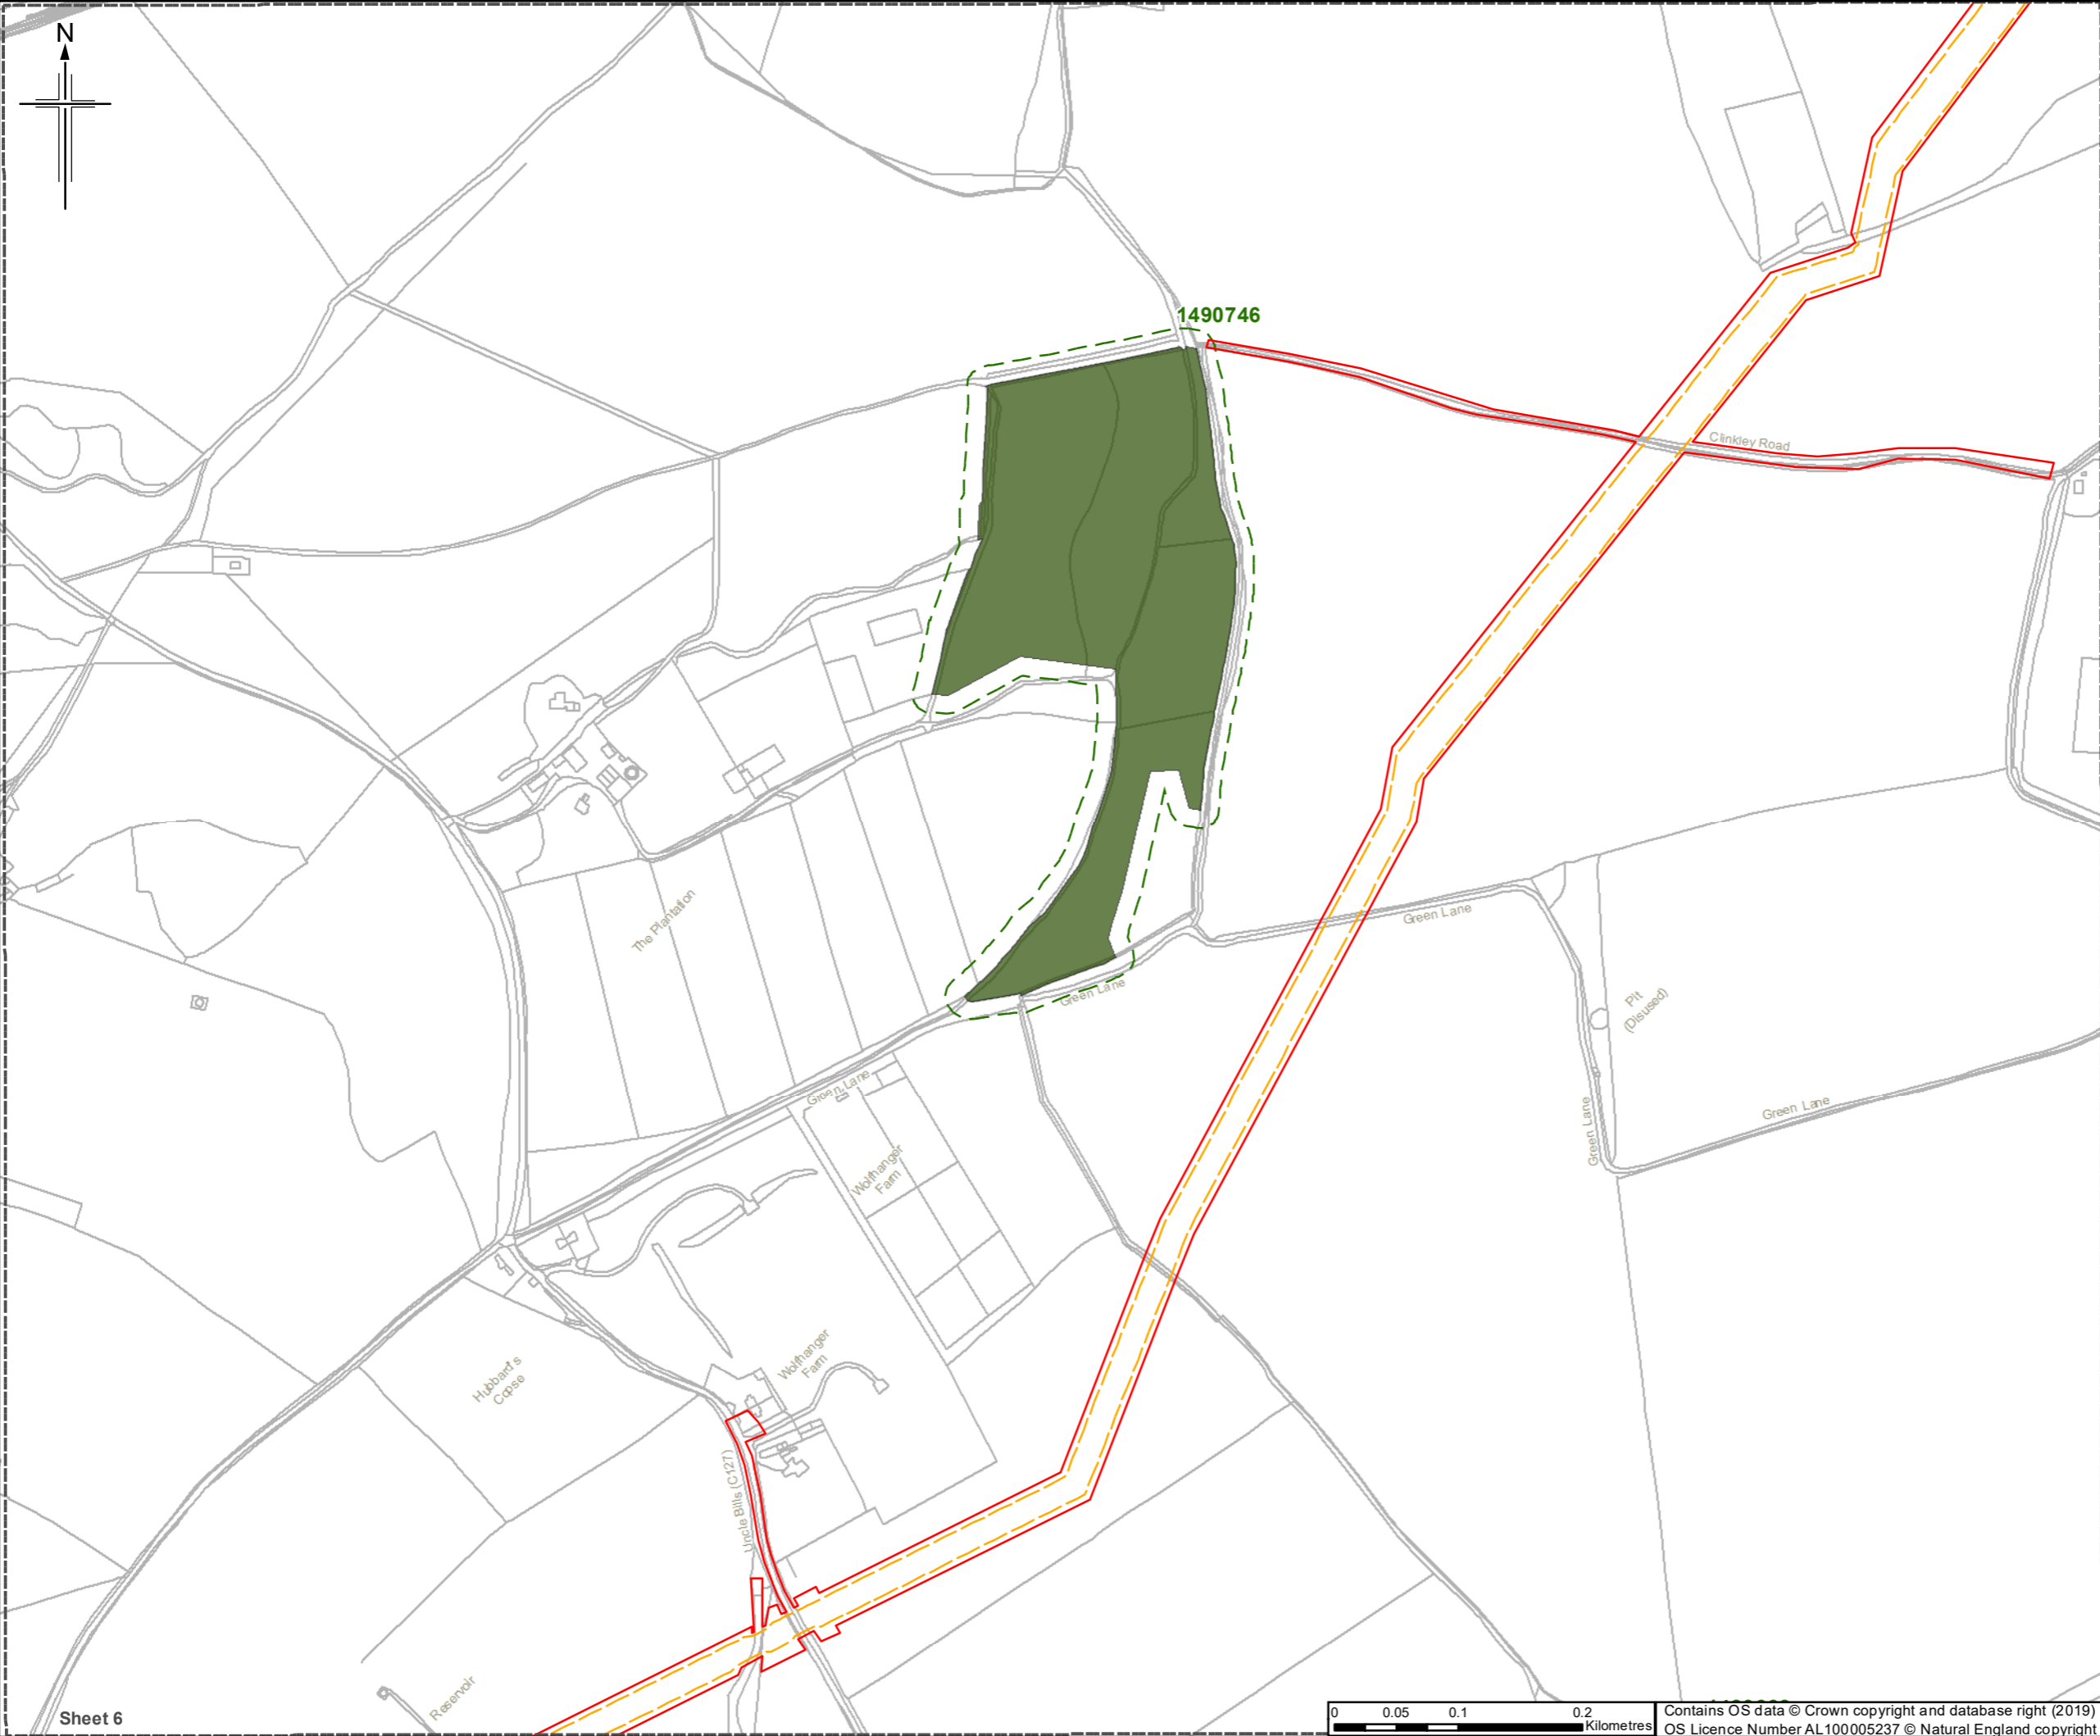 N
1490746
Clinkley Road
Green Lane
The Plantation
Pit
(Disused)
Green Lane
Green Lane
Green Lane
Green Lane
Wolfhanger
Farm
Wolfhanger
Farm
Hubbard's
Copse
Uncle Bills (C127)
Reservoir
Sheet 6
0 0.05 0.1 0.2
Kilometres
Contains OS data © Crown copyright and database right (2019)
OS Licence Number AL100005237 © Natural England copyright